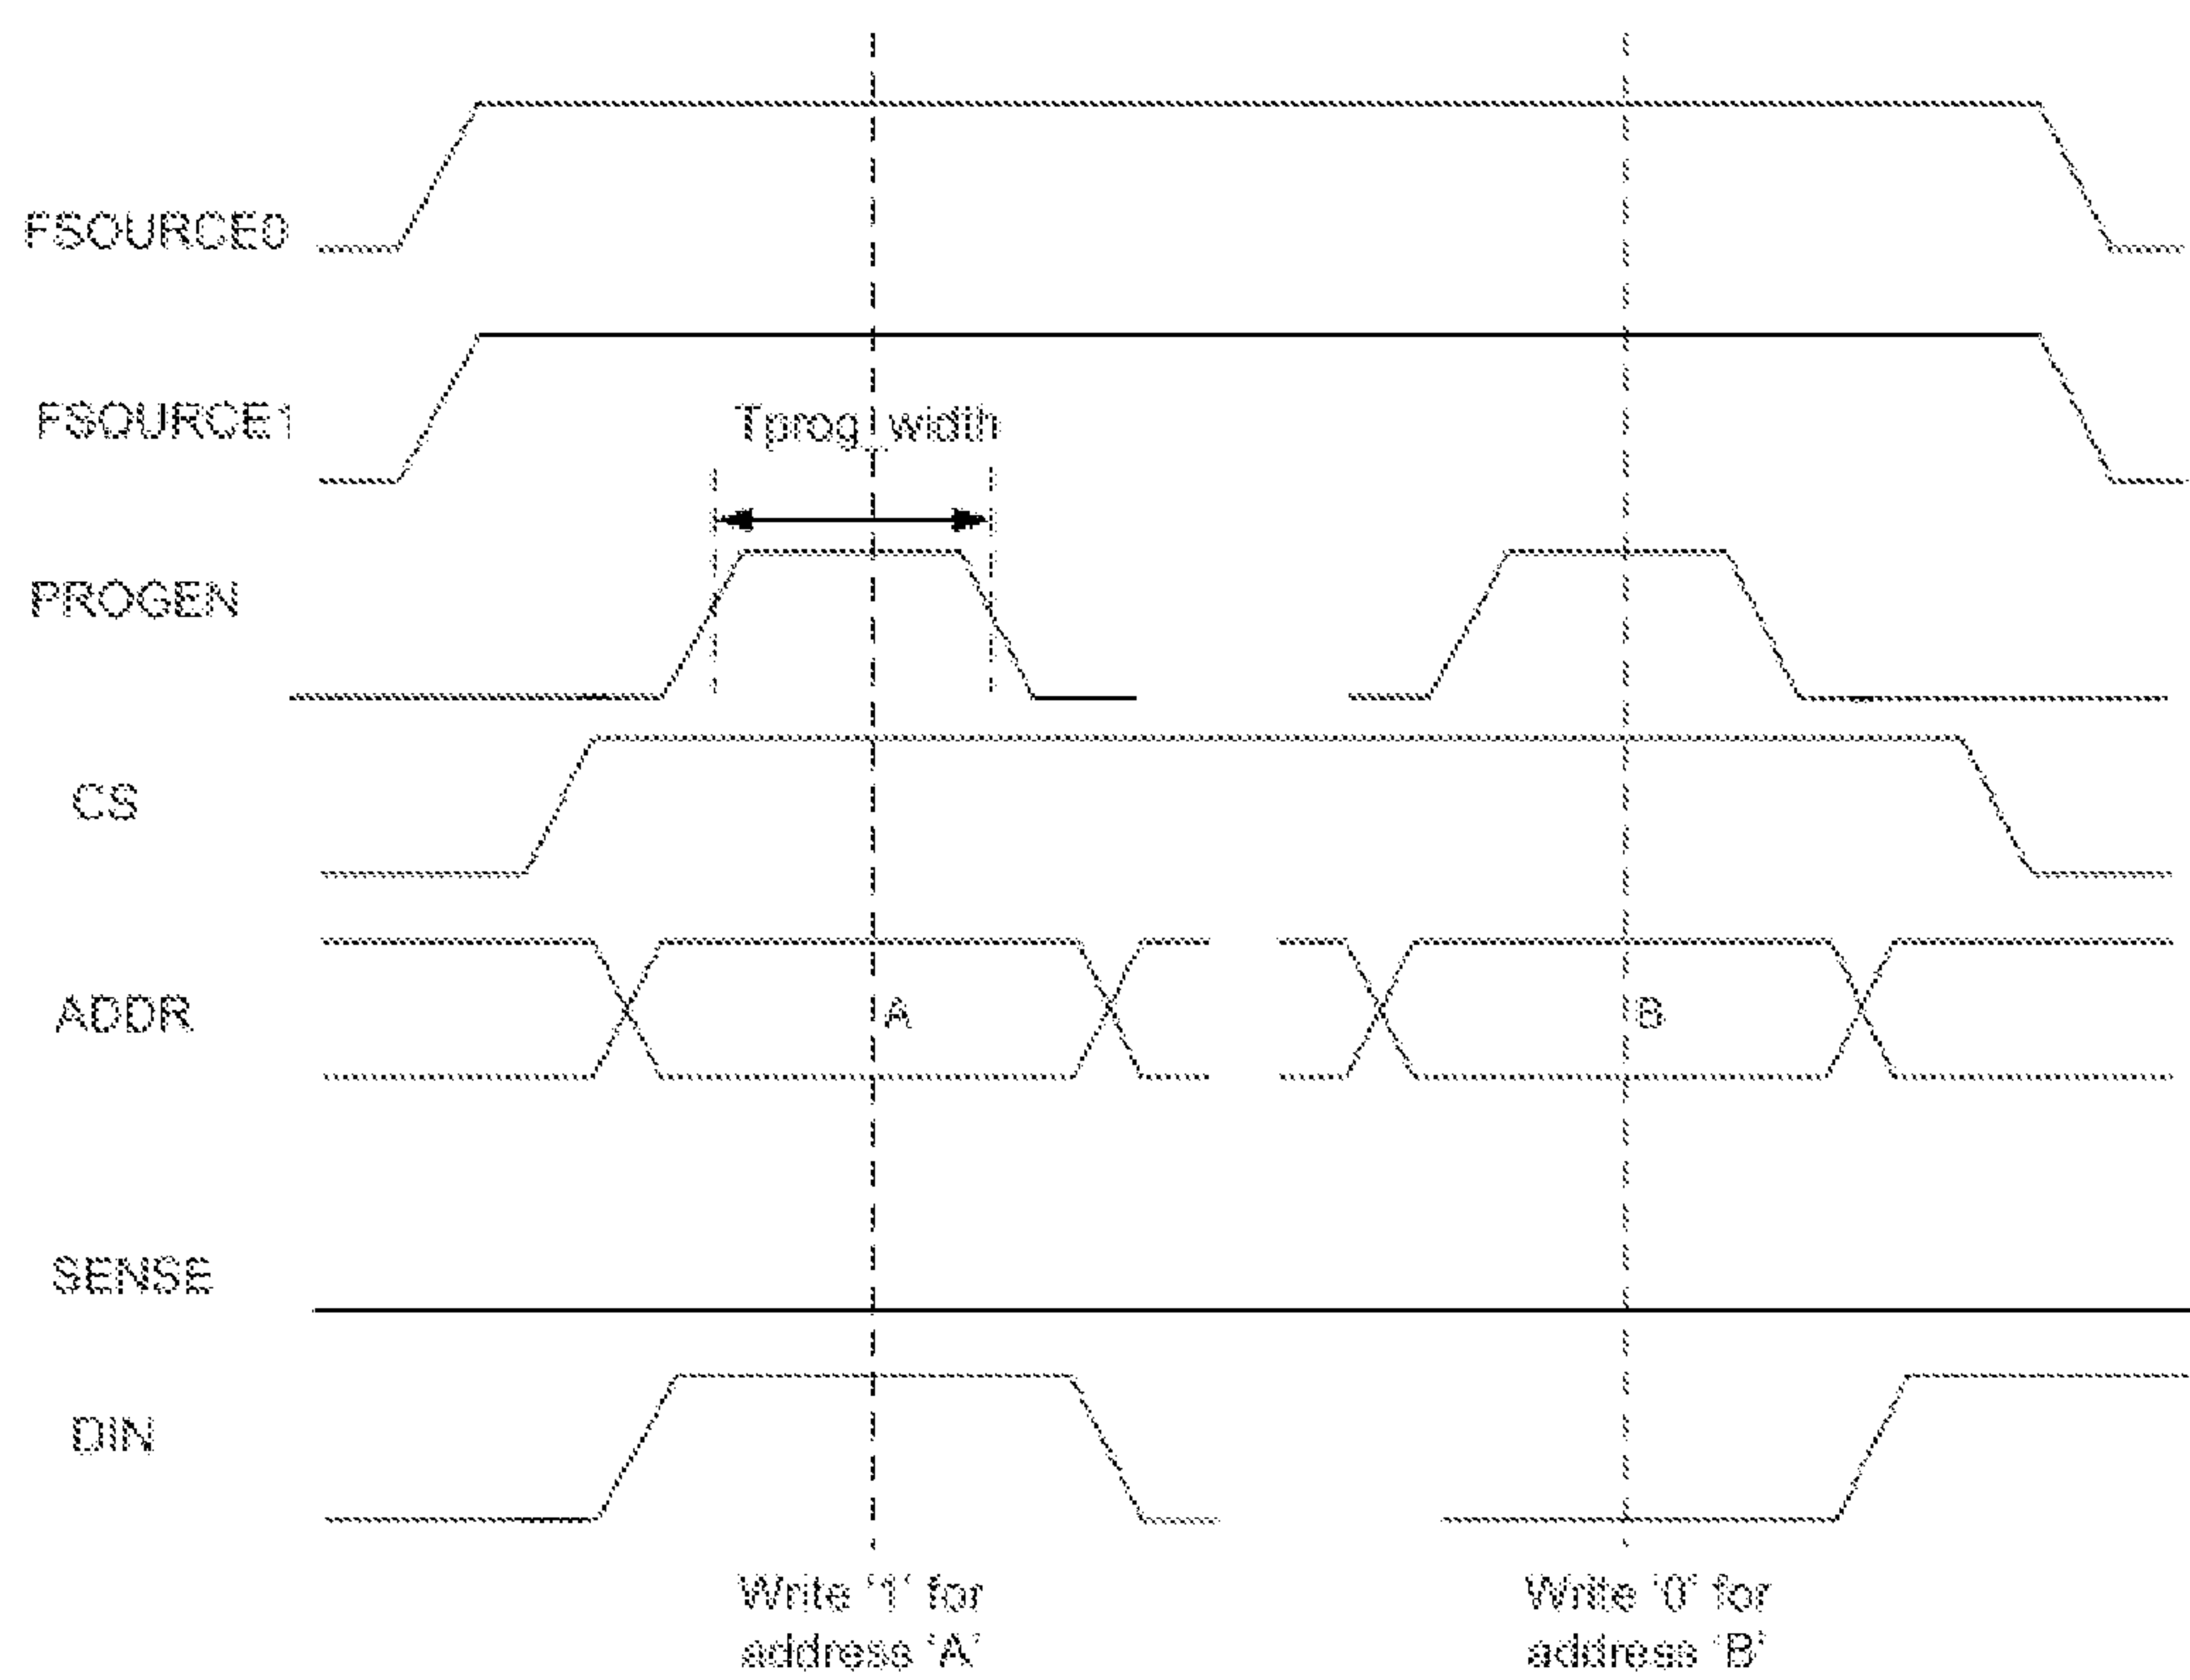 FSOURCE0
FSOURCE1
Tprog_width
PROGEN
CS
ADDR
A
B
SENSE
DIN
Write ‘1‘ for
address ‘A’
Write ‘0‘ for
address ‘B’